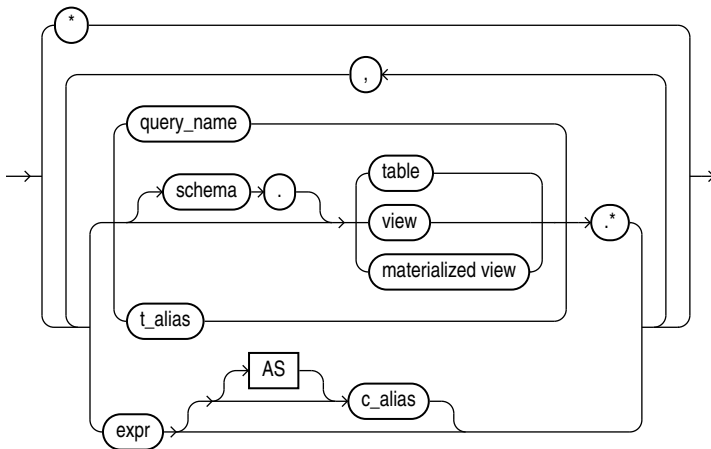 *
,
query_name
schema . table
view .*
materialized view
t_alias
AS
c_alias
expr